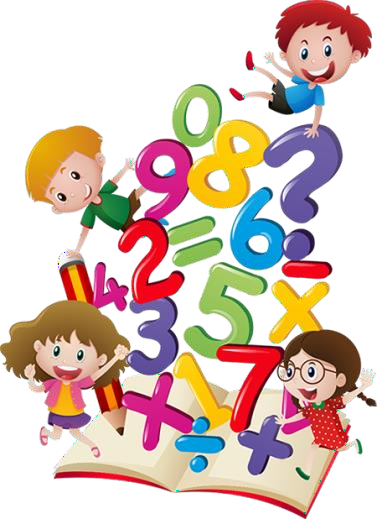 0
9 8 ?
2 = 6 −
4 3 5 ×
× 1 7
÷ ×